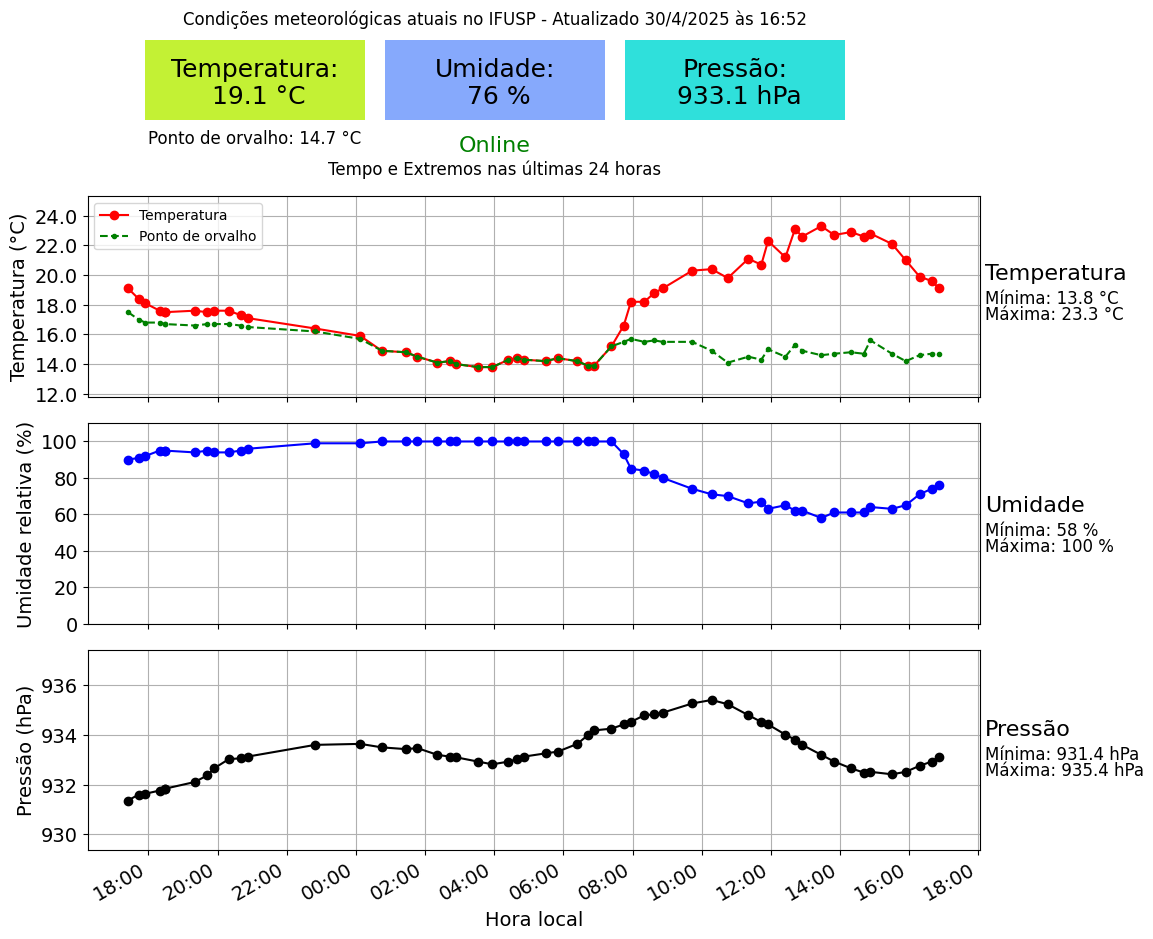 Condições meteorológicas atuais no IFUSP - Atualizado 30/4/2025 às 16:52
Temperatura:
19.1 °C
Umidade:
76 %
Pressão:
933.1 hPa
Ponto de orvalho: 14.7 °C
Online
Tempo e Extremos nas últimas 24 horas
Temperatura (°C)
24.0
22.0
20.0
18.0
16.0
14.0
12.0
Temperatura
Ponto de orvalho
Temperatura
Mínima: 13.8 °C
Máxima: 23.3 °C
Umidade relativa (%)
100
80
60
40
20
0
Umidade
Mínima: 58 %
Máxima: 100 %
Pressão (hPa)
936
934
932
930
Pressão
Mínima: 931.4 hPa
Máxima: 935.4 hPa
18:00 20:00 22:00 00:00 02:00 04:00 06:00 08:00 10:00 12:00 14:00 16:00 18:00
Hora local